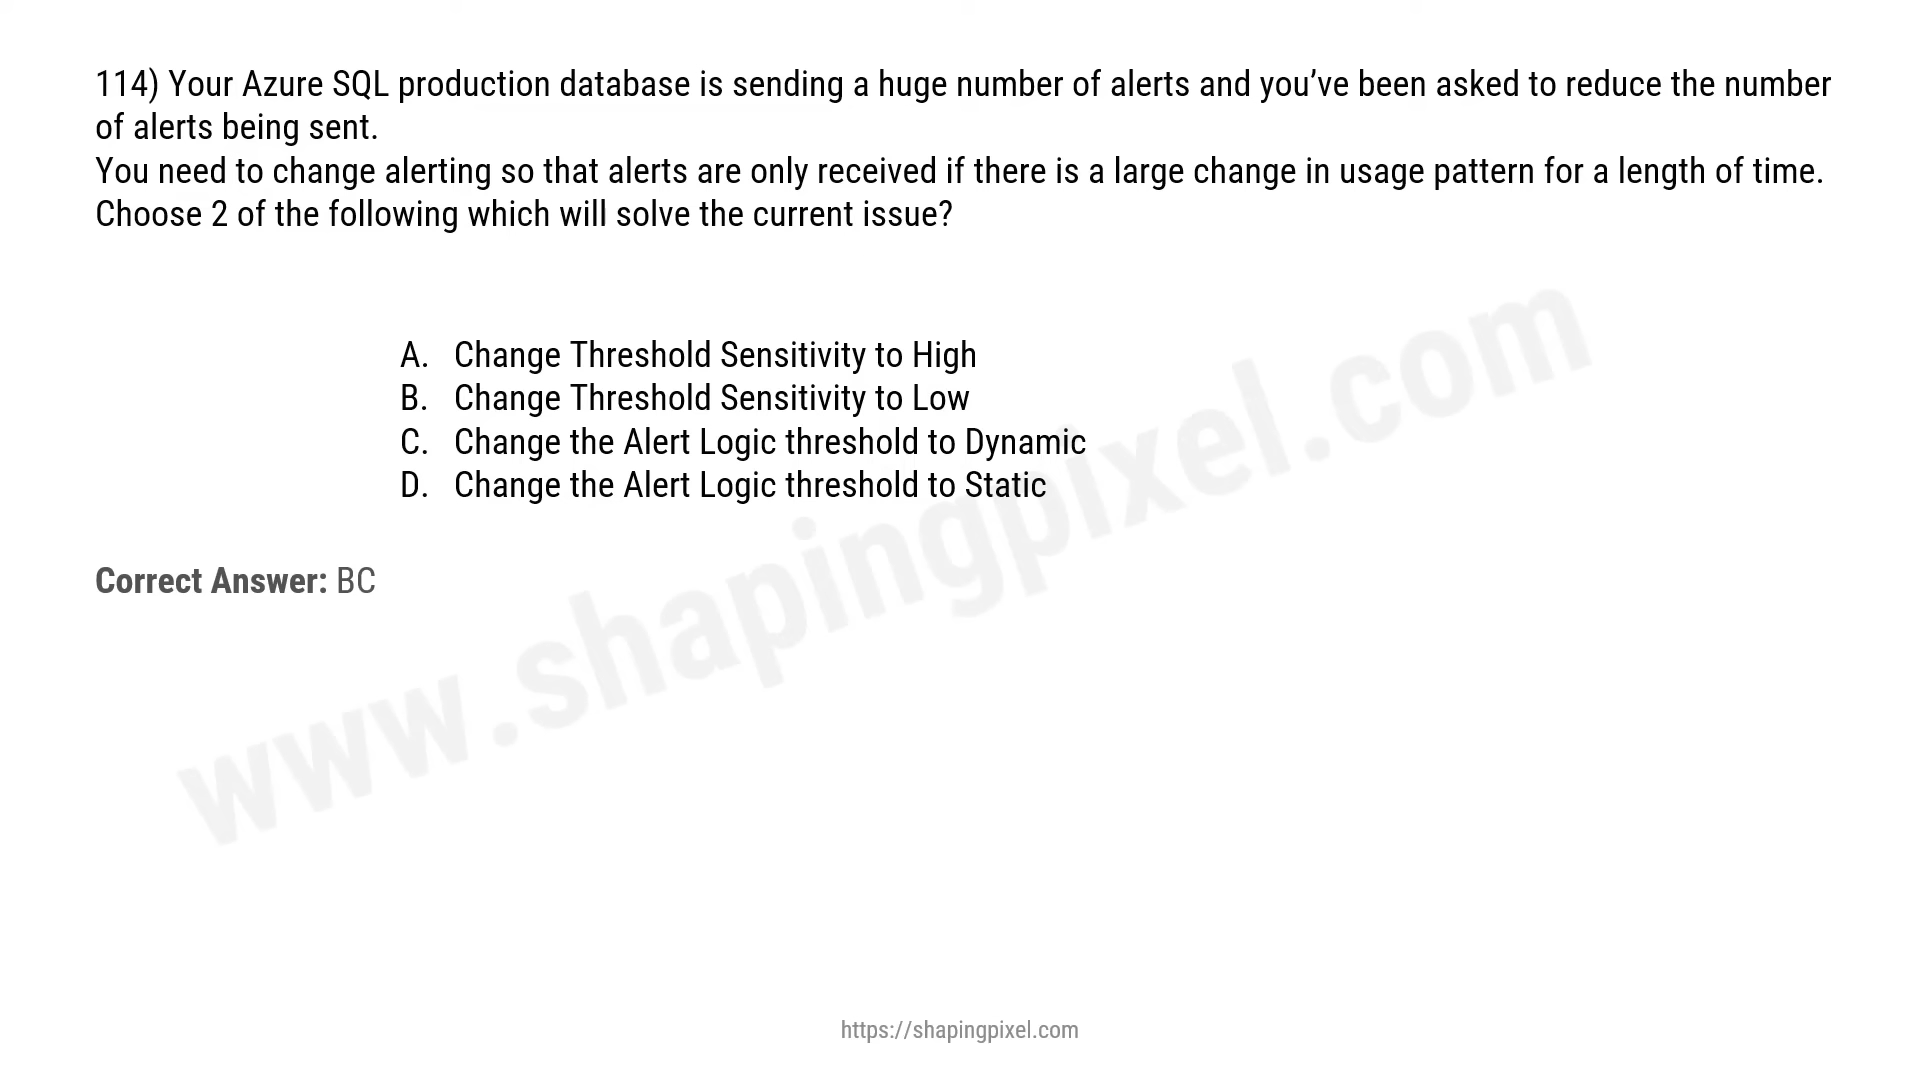 114) Your Azure SQL production database is sending a huge number of alerts and you’ve been asked to reduce the number
of alerts being sent.
You need to change alerting so that alerts are only received if there is a large change in usage pattern for a length of time.
Choose 2 of the following which will solve the current issue?
A. Change Threshold Sensitivity to High
B. Change Threshold Sensitivity to Low
C. Change the Alert Logic threshold to Dynamic
D. Change the Alert Logic threshold to Static
Correct Answer: BC
www.shapingpixel.com
https://shapingpixel.com